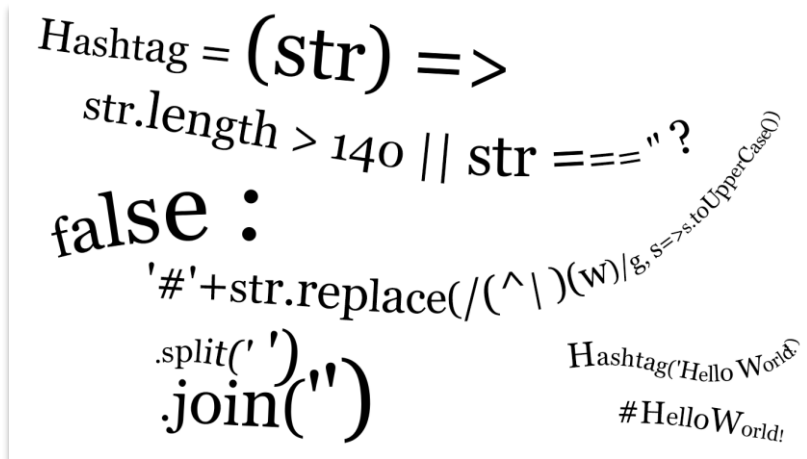 Hashtag = (str) =>
str.length > 140 || str ===''?
false :
'#'+str.replace(/(^| )(w)/g, s=>s.toUpperCase())
.split(' ')
.join('')
Hashtag('Hello World!')
#HelloWorld!